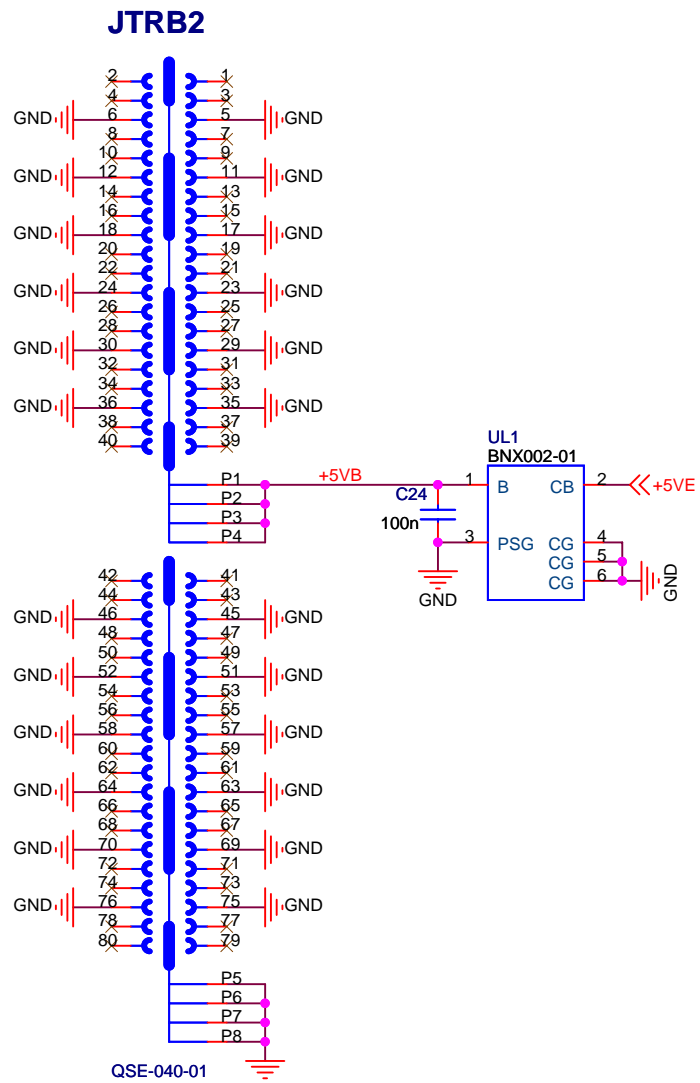 JTRB2
2 1
4 3
GND 6 5 GND
8 7
10 9
GND 12 11 GND
14 13
16 15
GND 18 17 GND
20 19
22 21
GND 24 23 GND
26 25
28 27
GND 30 29 GND
32 31
34 33
GND 36 35 GND
38 37
40 39
UL1
BNX002-01
P1 +5VB 1 B CB 2 +5VE
P2 C24
P3 100n
P4 3 PSG CG 4
CG 5
CG 6 GND
GND
42 41
44 43
GND 46 45 GND
48 47
50 49
GND 52 51 GND
54 53
56 55
GND 58 57 GND
60 59
62 61
GND 64 63 GND
66 65
68 67
GND 70 69 GND
72 71
74 73
GND 76 75 GND
78 77
80 79
P5
P6
P7
P8
QSE-040-01